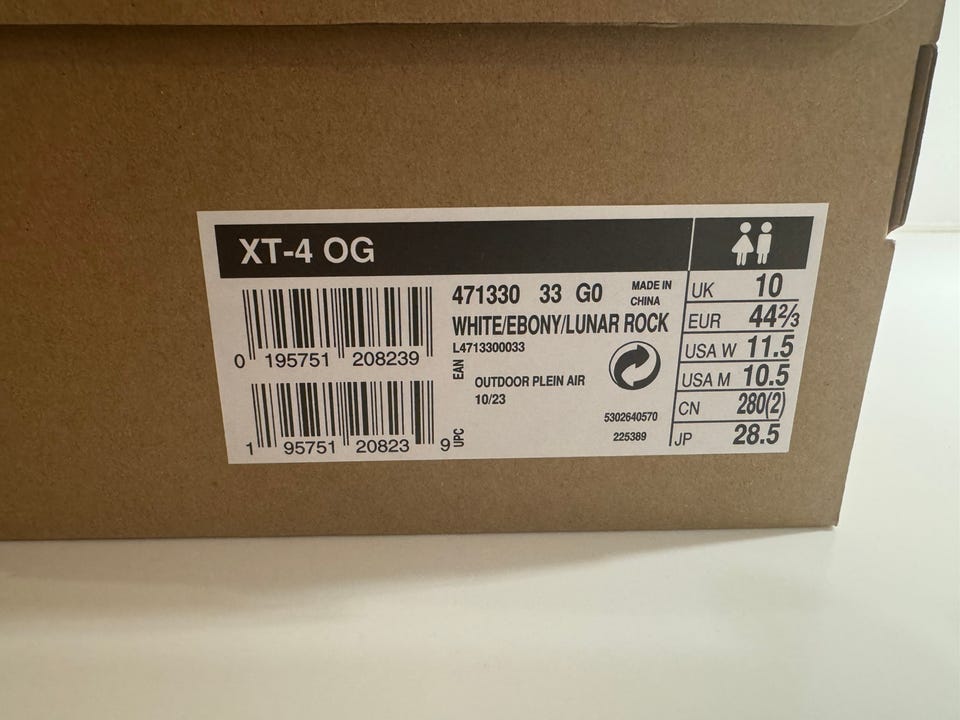 XT-4 OG
0 195751 208239
1 95751 20823 9
EAN
UPC
471330 33 G0
MADE IN
CHINA
WHITE/EBONY/LUNAR ROCK
L4713300033
OUTDOOR PLEIN AIR
10/23
5302640570
225389
UK 10
EUR 44⅔
USA W 11.5
USA M 10.5
CN 280(2)
JP 28.5